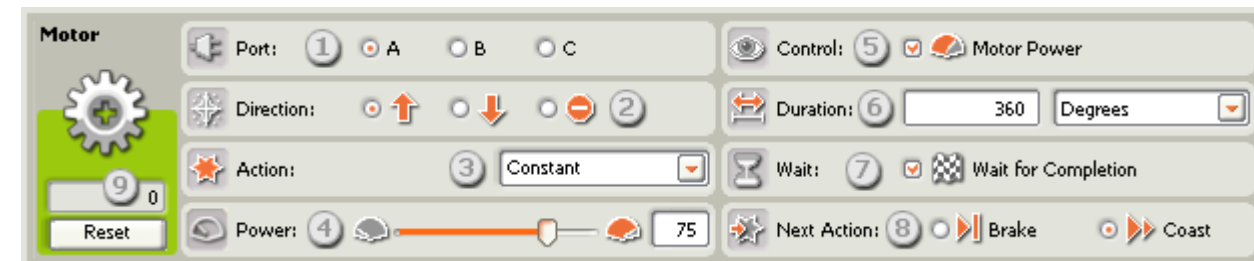 Motor
9
0
Reset
Port: 1 A B C
Direction: 2
Action: 3 Constant
Power: 4 75
Control: 5 Motor Power
Duration: 6 360 Degrees
Wait: 7 Wait for Completion
Next Action: 8 Brake Coast